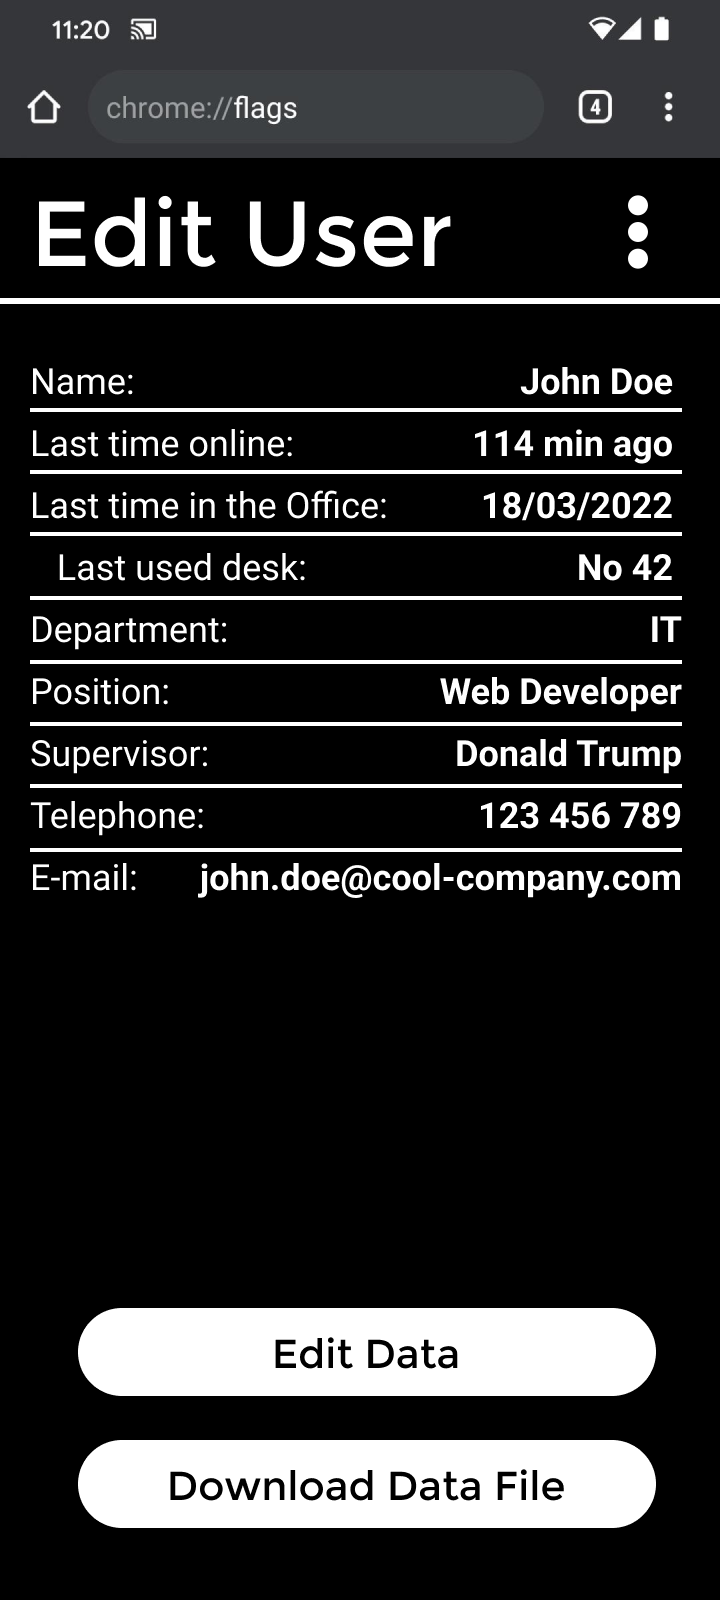 11:20
chrome://flags
4
Edit User
Name: John Doe
Last time online: 114 min ago
Last time in the Office: 18/03/2022
Last used desk: No 42
Department: IT
Position: Web Developer
Supervisor: Donald Trump
Telephone: 123 456 789
E-mail: john.doe@cool-company.com
Edit Data
Download Data File